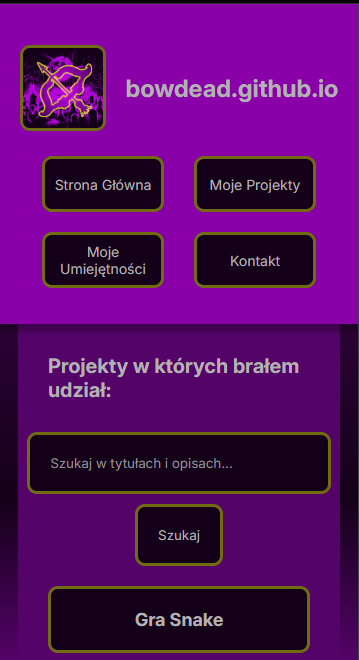 bowdead.github.io
Strona Główna
Moje Projekty
Moje
Umiejętności
Kontakt
Projekty w których brałem
udział:
Szukaj w tytułach i opisach...
Szukaj
Gra Snake